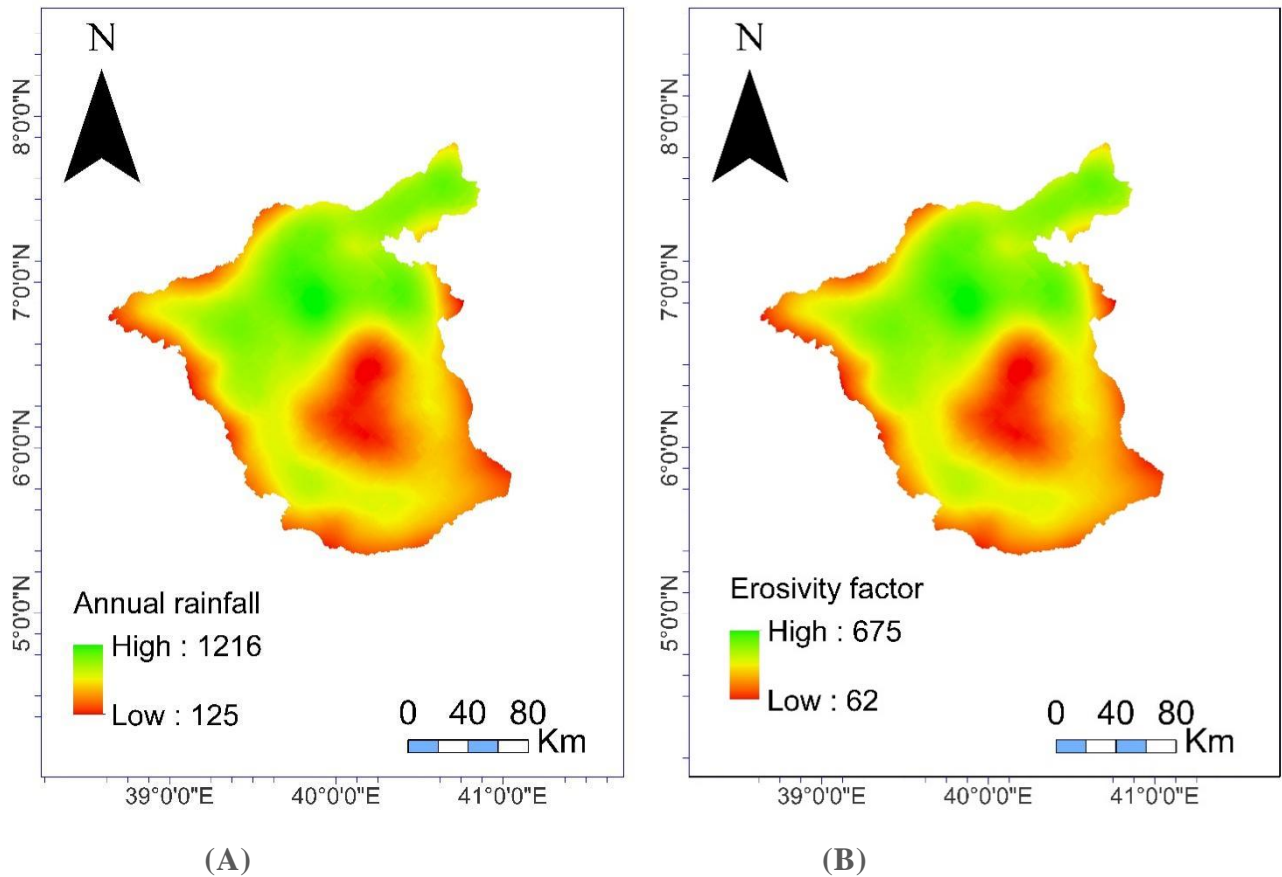 N
8°0'0"N
7°0'0"N
6°0'0"N
5°0'0"N
Annual rainfall
High : 1216
Low : 125
0 40 80
Km
39°0'0"E 40°0'0"E 41°0'0"E
(A)
N
8°0'0"N
7°0'0"N
6°0'0"N
5°0'0"N
Erosivity factor
High : 675
Low : 62
0 40 80
Km
39°0'0"E 40°0'0"E 41°0'0"E
(B)